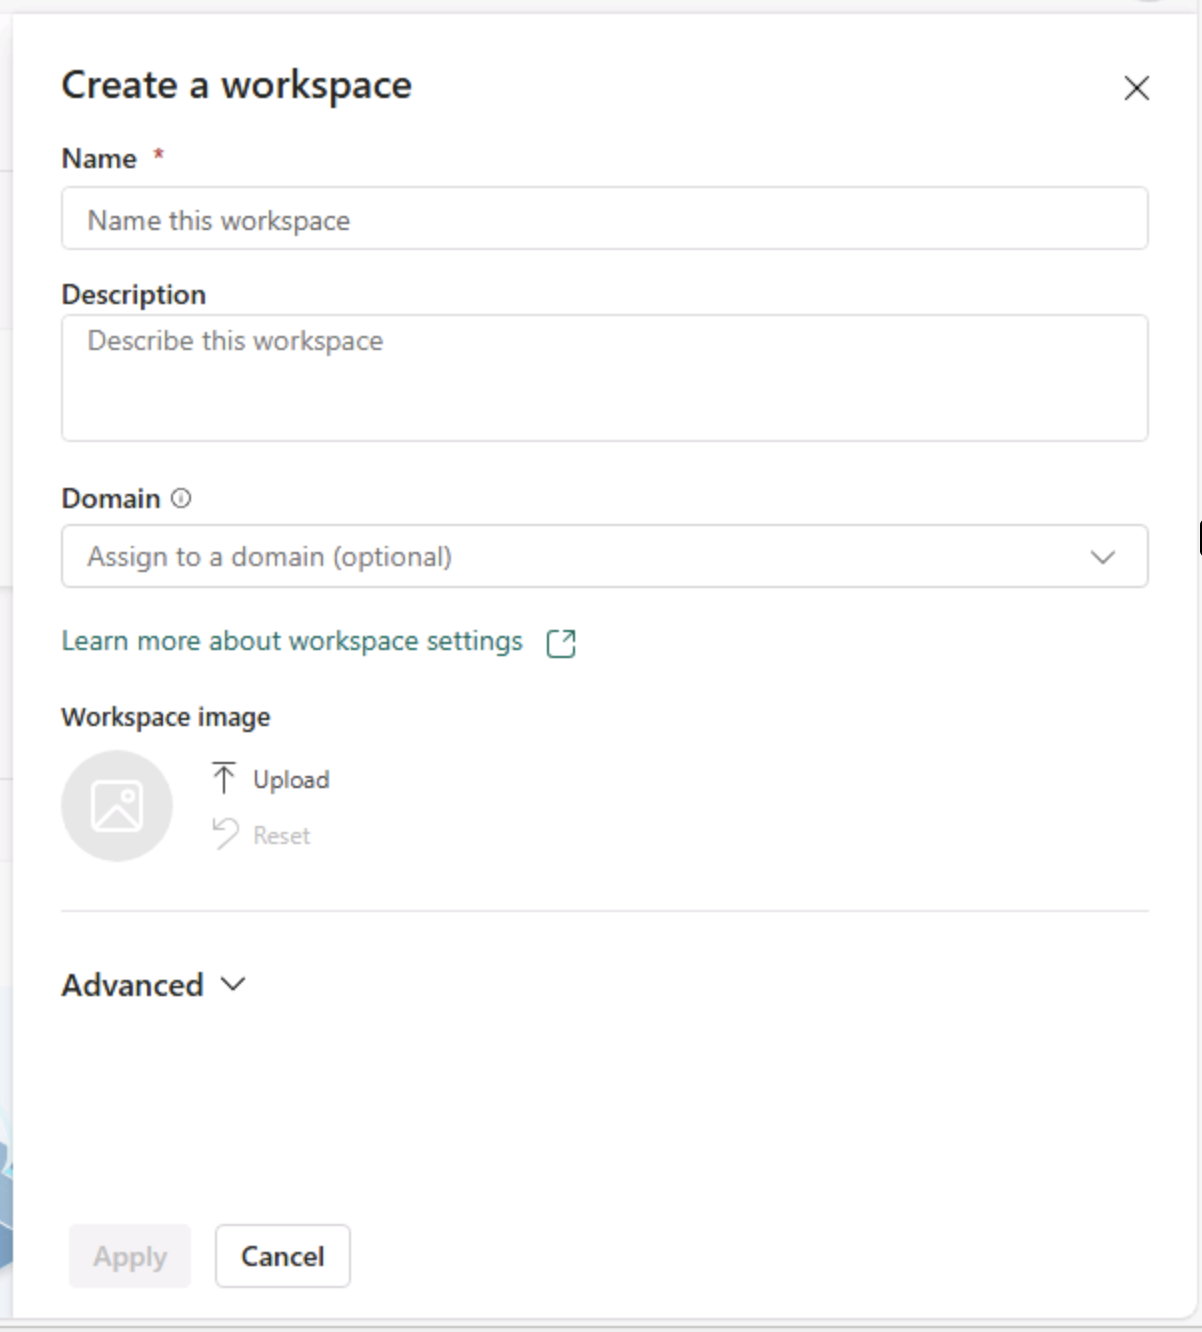 Create a workspace
Name *
Name this workspace
Description
Describe this workspace
Domain
Assign to a domain (optional)
Learn more about workspace settings
Workspace image
Upload
Reset
Advanced
Apply
Cancel